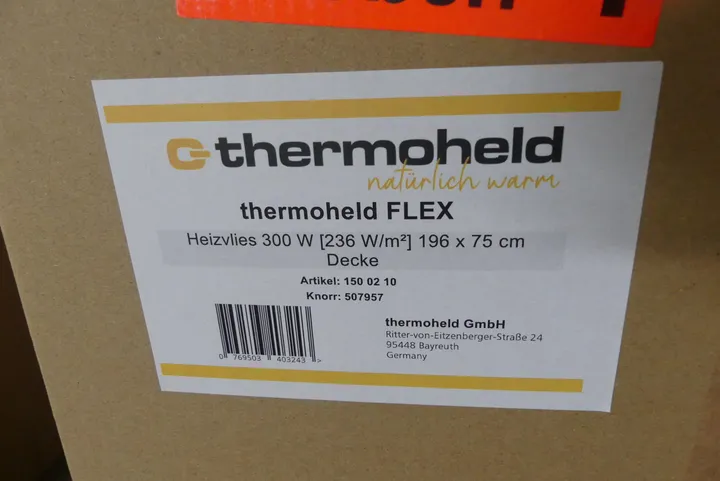 thermoheld
natürlich warm
thermoheld FLEX
Heizvlies 300 W [236 W/m²] 196 x 75 cm
Decke
Artikel: 150 02 10
Knorr: 507957
thermoheld GmbH
Ritter-von-Eitzenberger-Straße 24
95448 Bayreuth
Germany
0 769503 403243 >